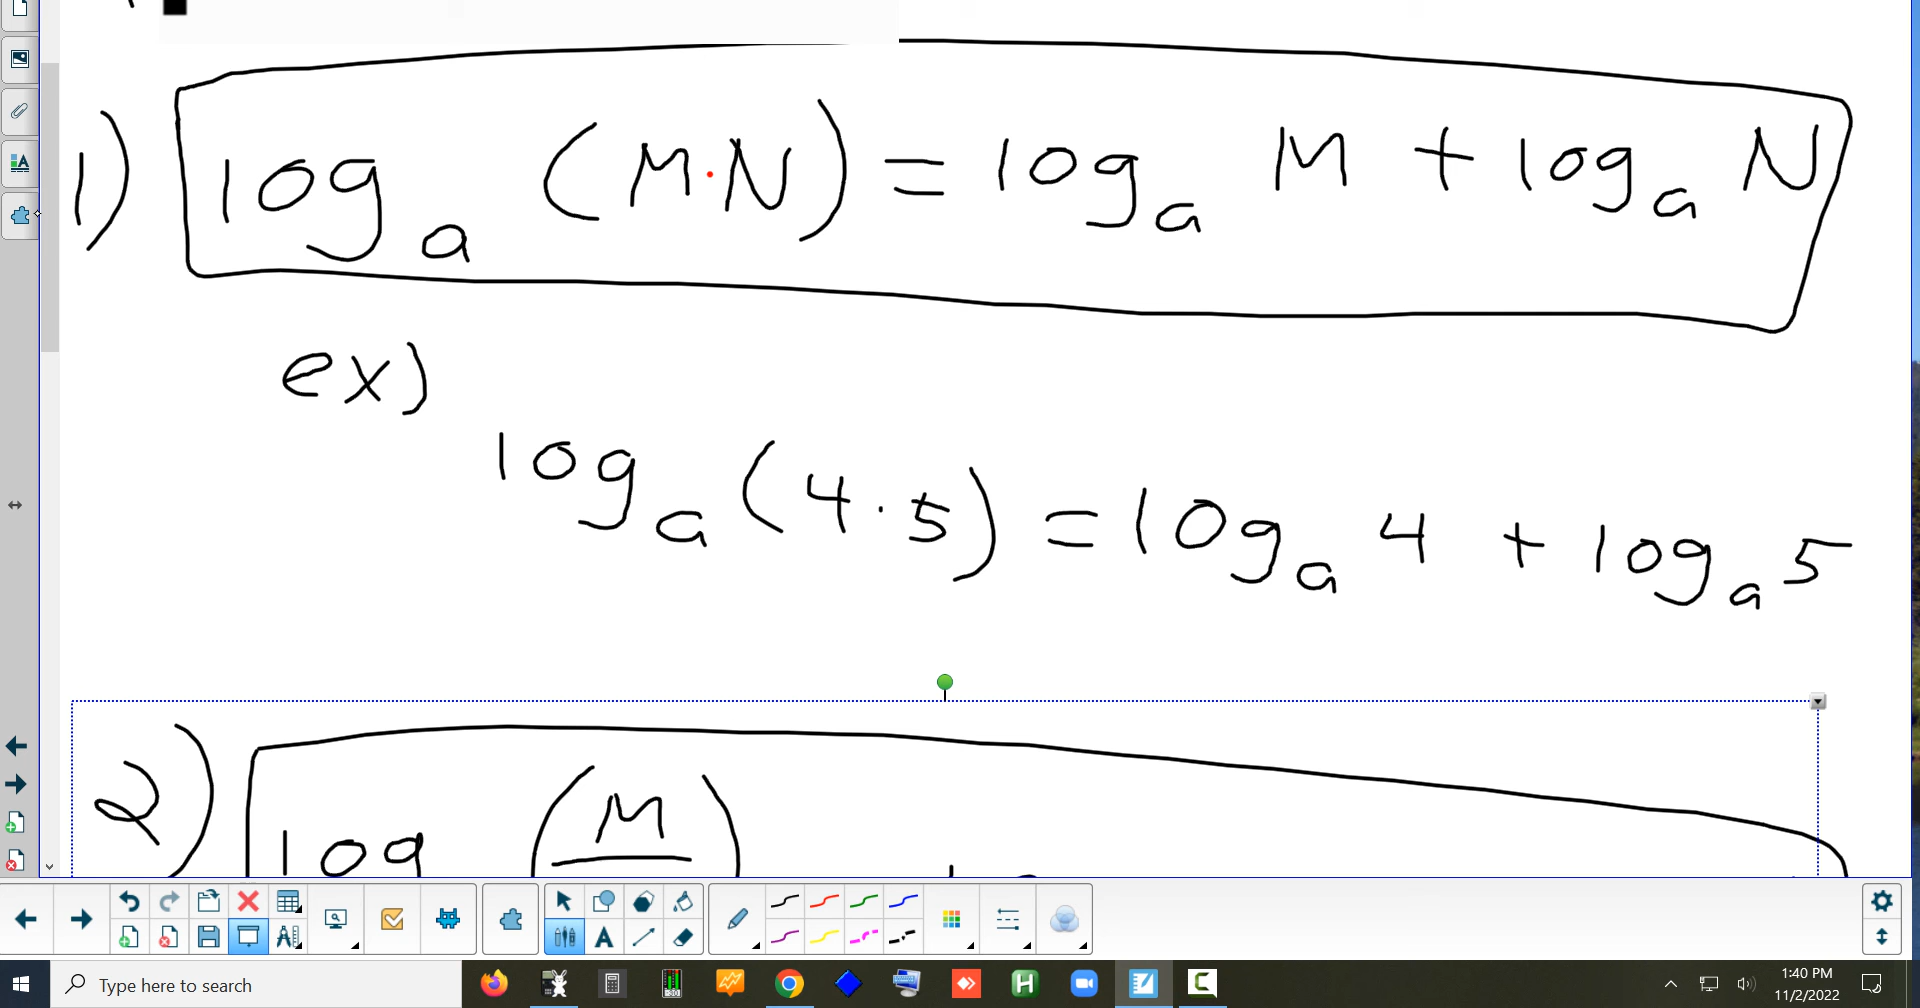 1) log_a (M·N) = log_a M + log_a N
ex)
log_a (4·5) = log_a 4 + log_a 5
2) log (M
A
A
Type here to search
H
C
1:40 PM
11/2/2022